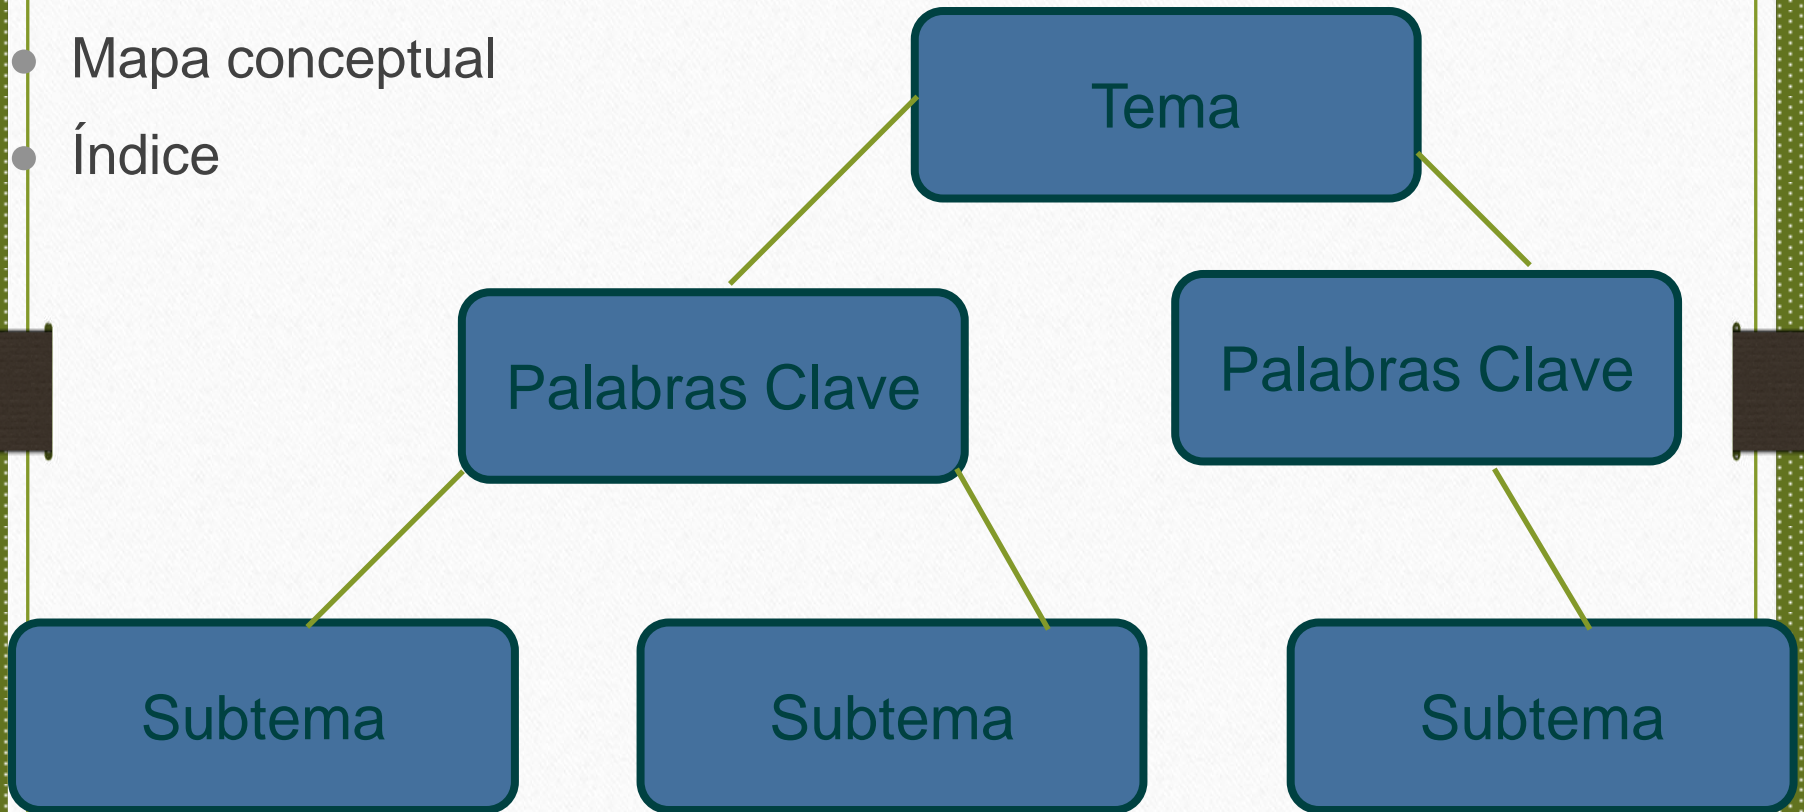 Mapa conceptual
Índice
Tema
Palabras Clave
Palabras Clave
Subtema
Subtema
Subtema